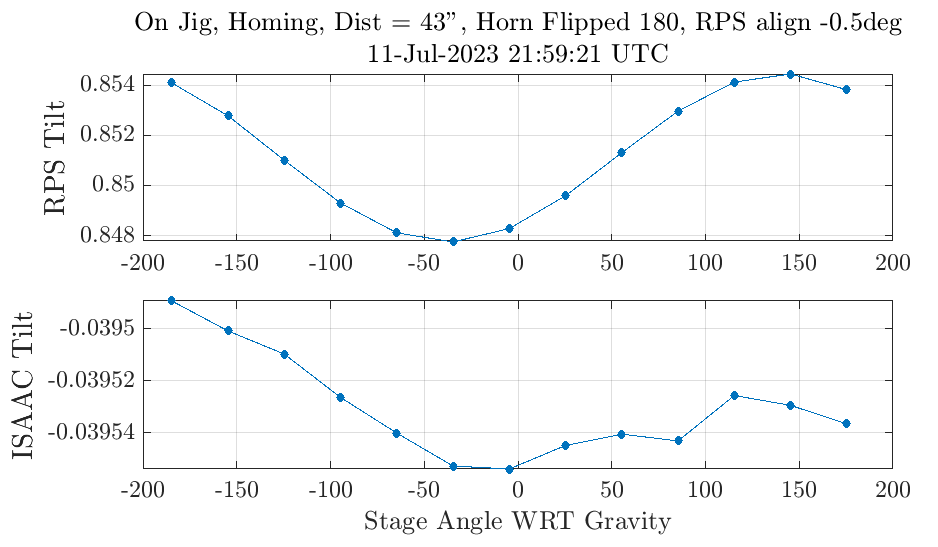 On Jig, Homing, Dist = 43”, Horn Flipped 180, RPS align -0.5deg
11-Jul-2023 21:59:21 UTC
RPS Tilt
0.854
0.852
0.85
0.848
-200 -150 -100 -50 0 50 100 150 200
ISAAC Tilt
-0.0395
-0.03952
-0.03954
-200 -150 -100 -50 0 50 100 150 200
Stage Angle WRT Gravity